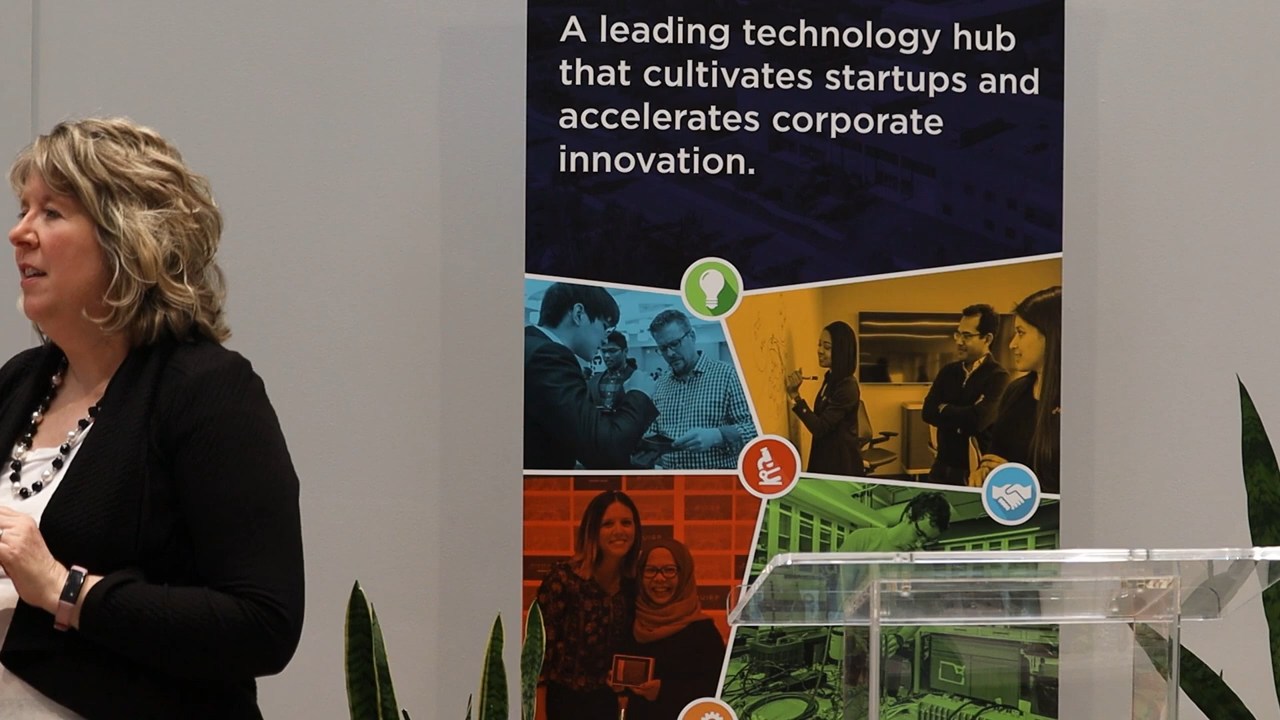 A leading technology hub
that cultivates startups and
accelerates corporate
innovation.